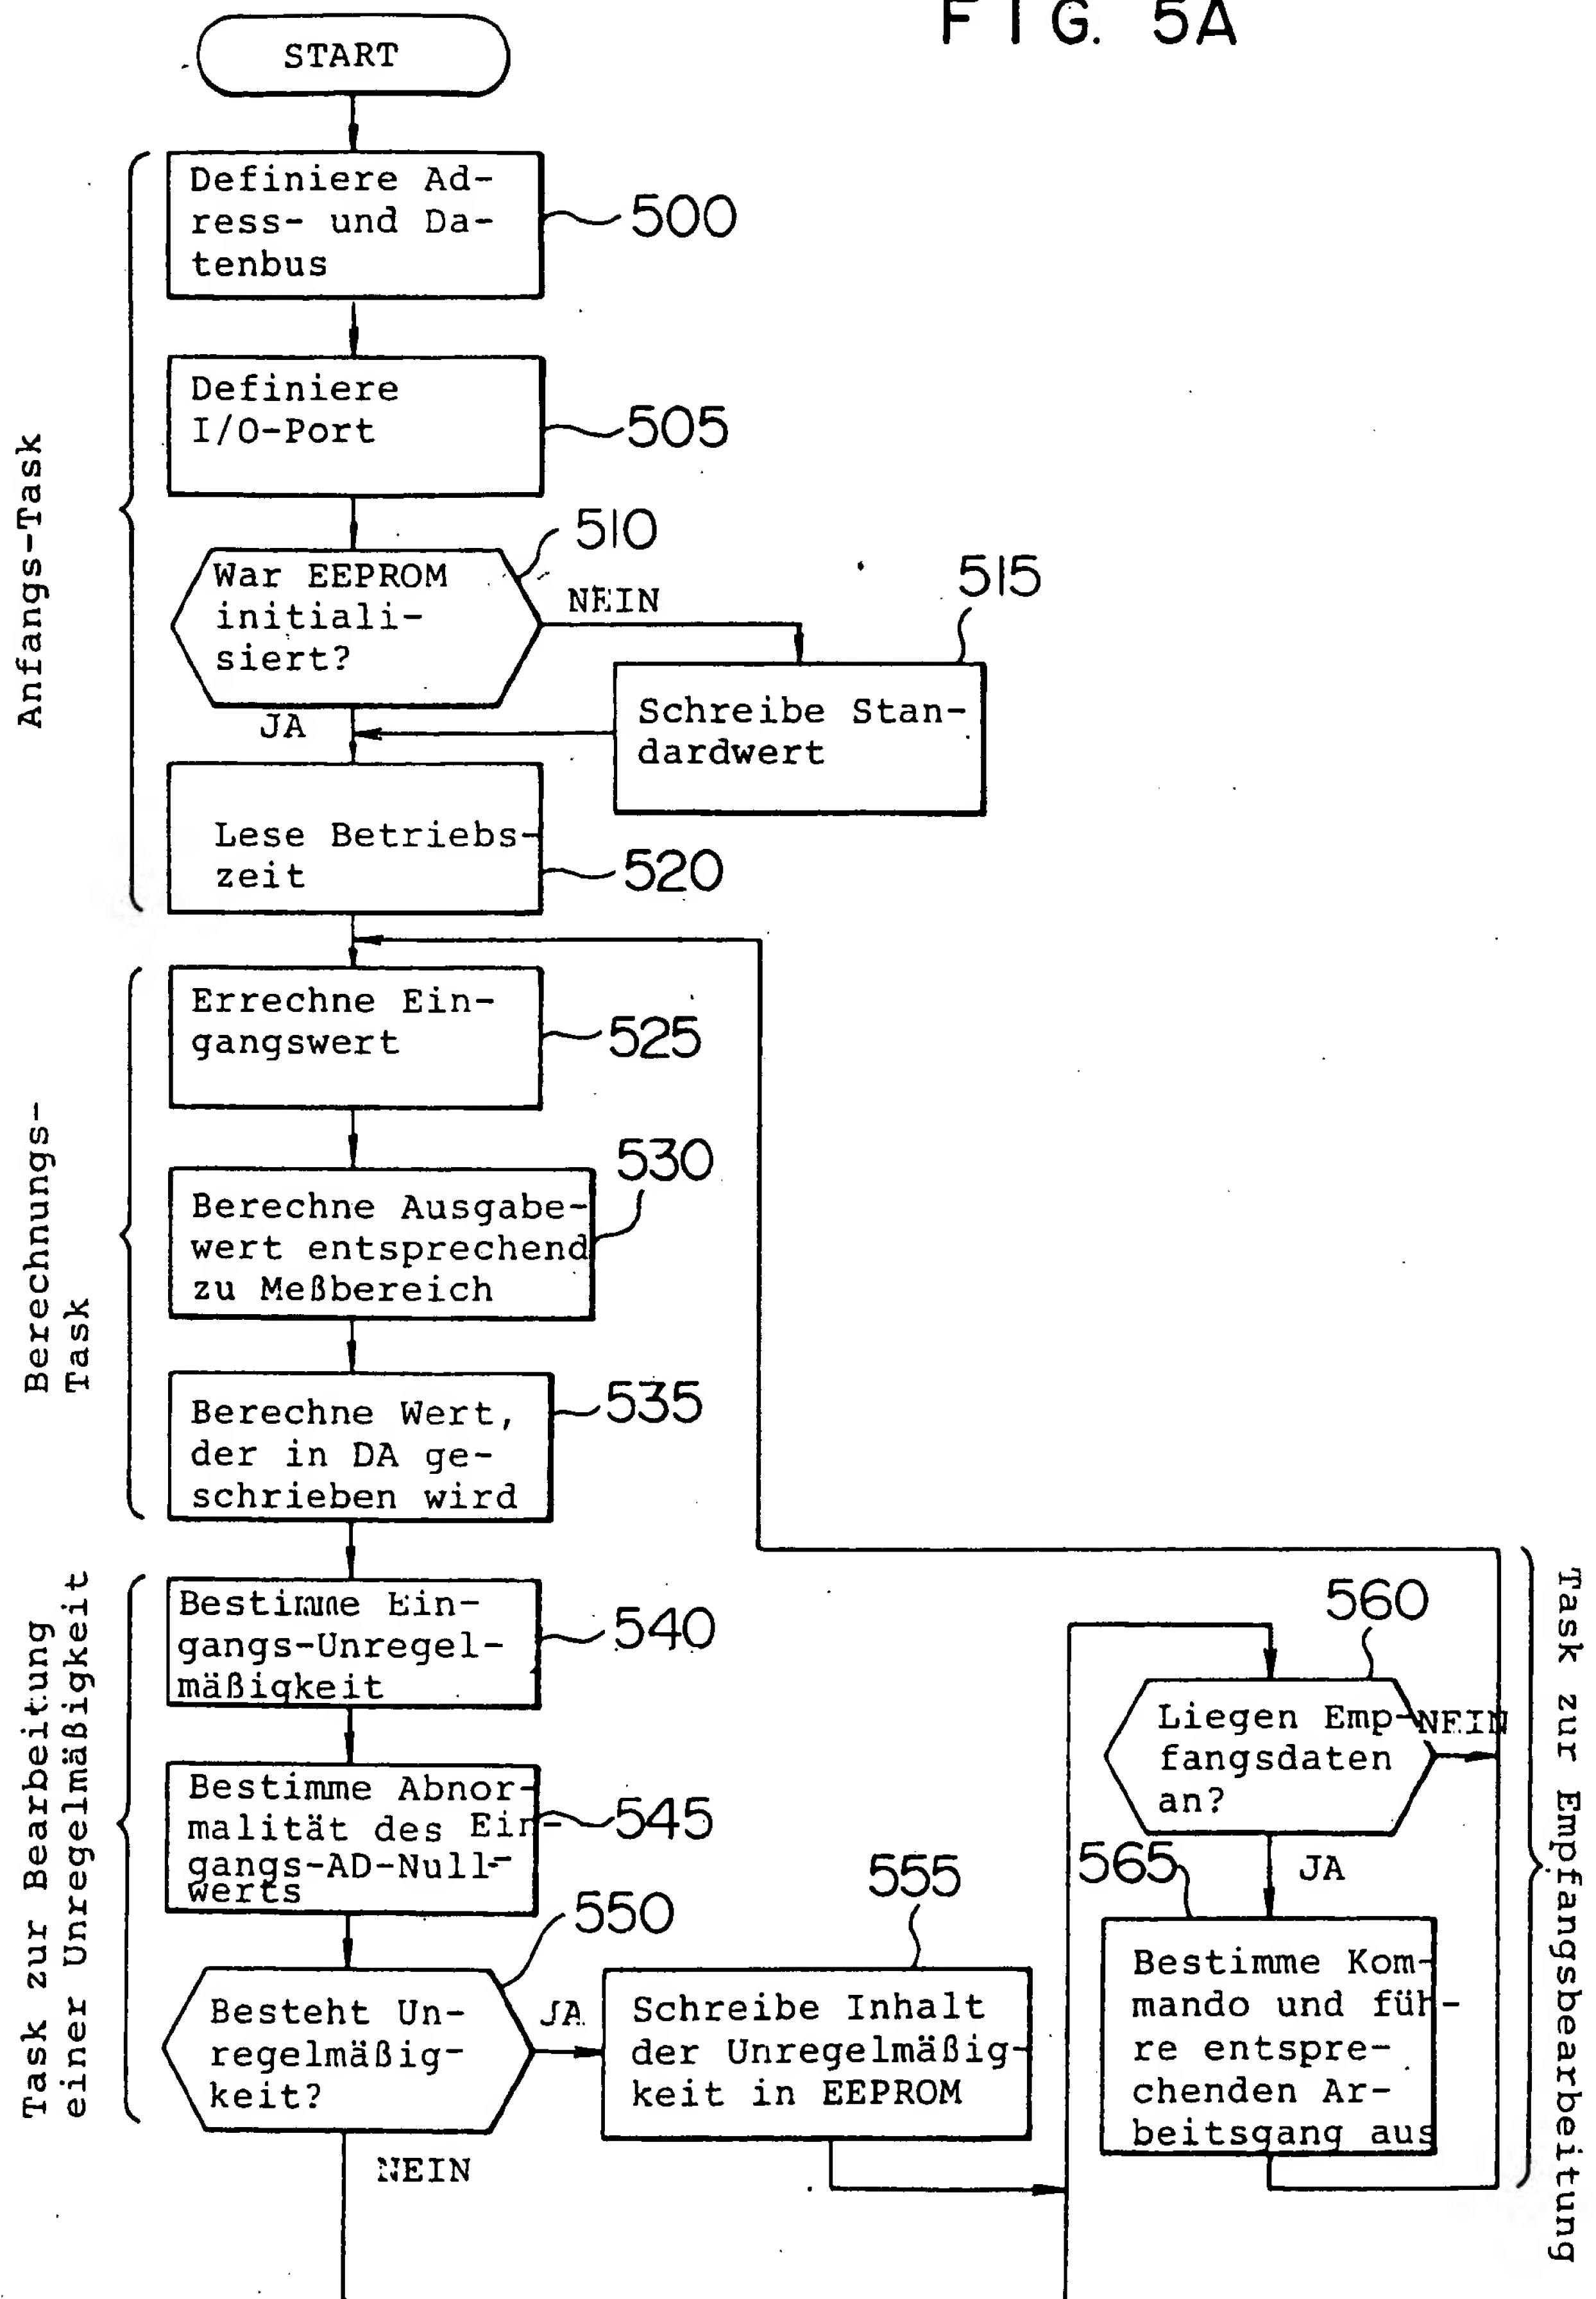 FIG. 5A
START
Definiere Ad-
ress- und Da-
tenbus
500
Definiere
I/O-Port
505
Anfangs-Task
510
War EEPROM
initiali-
siert?
NEIN
515
JA
Schreibe Stan-
dardwert
Lese Betriebs-
zeit
520
Errechne Ein-
gangswert
525
Berechnungs-
Task
530
Berechne Ausgabe-
wert entsprechend
zu Meßbereich
Berechne Wert,
der in DA ge-
schrieben wird
535
Task zur Bearbeitung
einer Unregelmäßigkeit
Bestimme Ein-
gangs-Unregel-
mäßigkeit
540
Bestimme Abnor-
malität des Ein-
gangs-AD-Null-
werts
545
550
Besteht Un-
regelmäßig-
keit?
JA
NEIN
555
Schreibe Inhalt
der Unregelmäßig-
keit in EEPROM
560
Liegen Emp-
fangsdaten
an?
NEIN
JA
565
Bestimme Kom-
mando und füh-
re entspre-
chenden Ar-
beitsgang aus
Task zur Empfangsbearbeitung